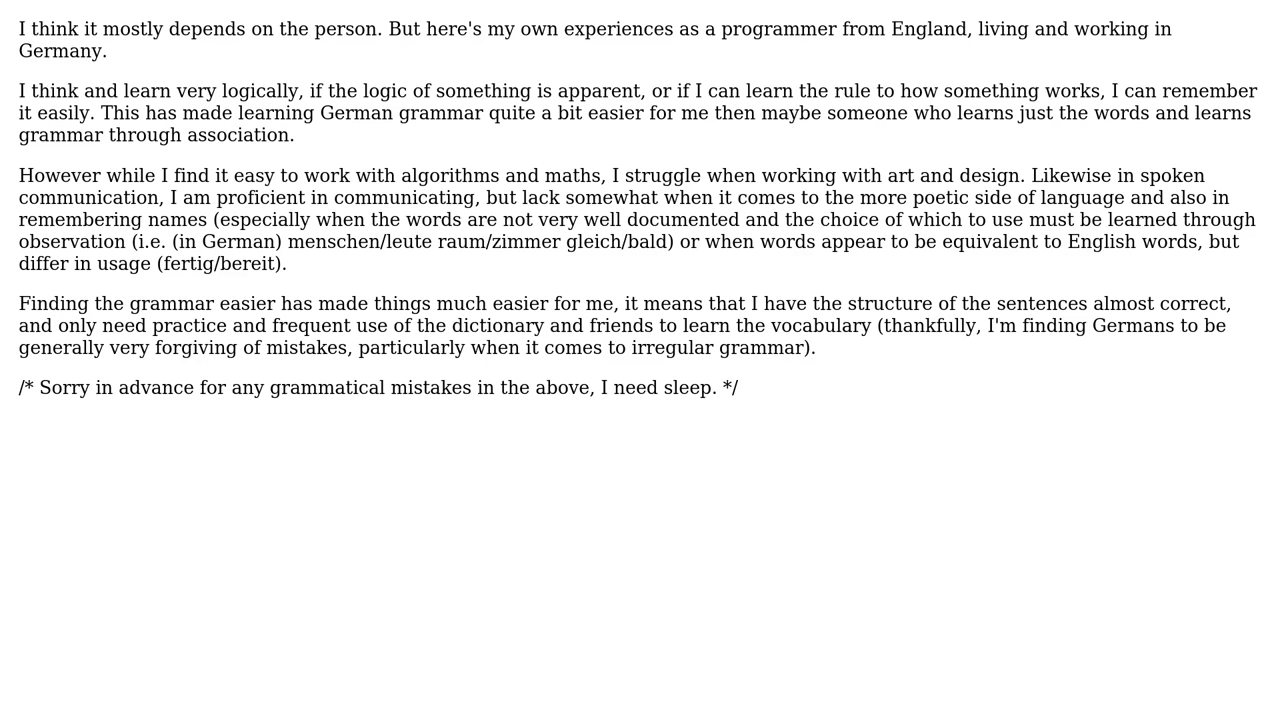 I think it mostly depends on the person. But here's my own experiences as a programmer from England, living and working in
Germany.
I think and learn very logically, if the logic of something is apparent, or if I can learn the rule to how something works, I can remember
it easily. This has made learning German grammar quite a bit easier for me then maybe someone who learns just the words and learns
grammar through association.
However while I find it easy to work with algorithms and maths, I struggle when working with art and design. Likewise in spoken
communication, I am proficient in communicating, but lack somewhat when it comes to the more poetic side of language and also in
remembering names (especially when the words are not very well documented and the choice of which to use must be learned through
observation (i.e. (in German) menschen/leute raum/zimmer gleich/bald) or when words appear to be equivalent to English words, but
differ in usage (fertig/bereit).
Finding the grammar easier has made things much easier for me, it means that I have the structure of the sentences almost correct,
and only need practice and frequent use of the dictionary and friends to learn the vocabulary (thankfully, I'm finding Germans to be
generally very forgiving of mistakes, particularly when it comes to irregular grammar).
/* Sorry in advance for any grammatical mistakes in the above, I need sleep. */